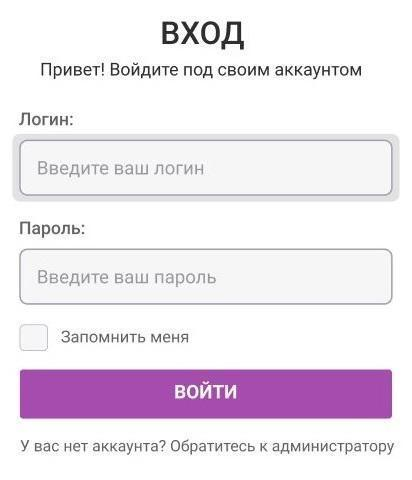 ВХОД
Привет! Войдите под своим аккаунтом
Логин:
Введите ваш логин
Пароль:
Введите ваш пароль
Запомнить меня
ВОЙТИ
У вас нет аккаунта? Обратитесь к администратору